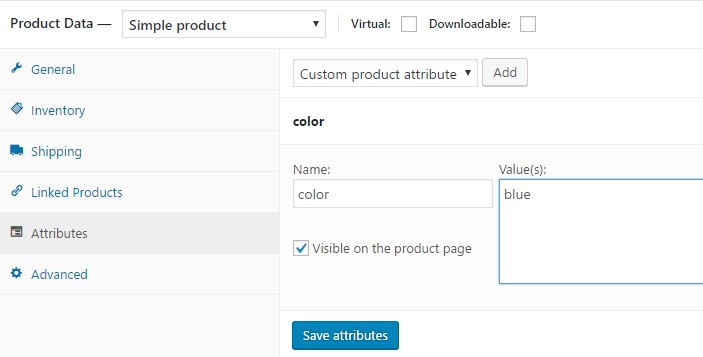 Product Data — Simple product Virtual: Downloadable:
General
Custom product attribute Add
Inventory
color
Shipping
Name: Value(s):
Linked Products
color blue
Attributes
Visible on the product page
Advanced
Save attributes